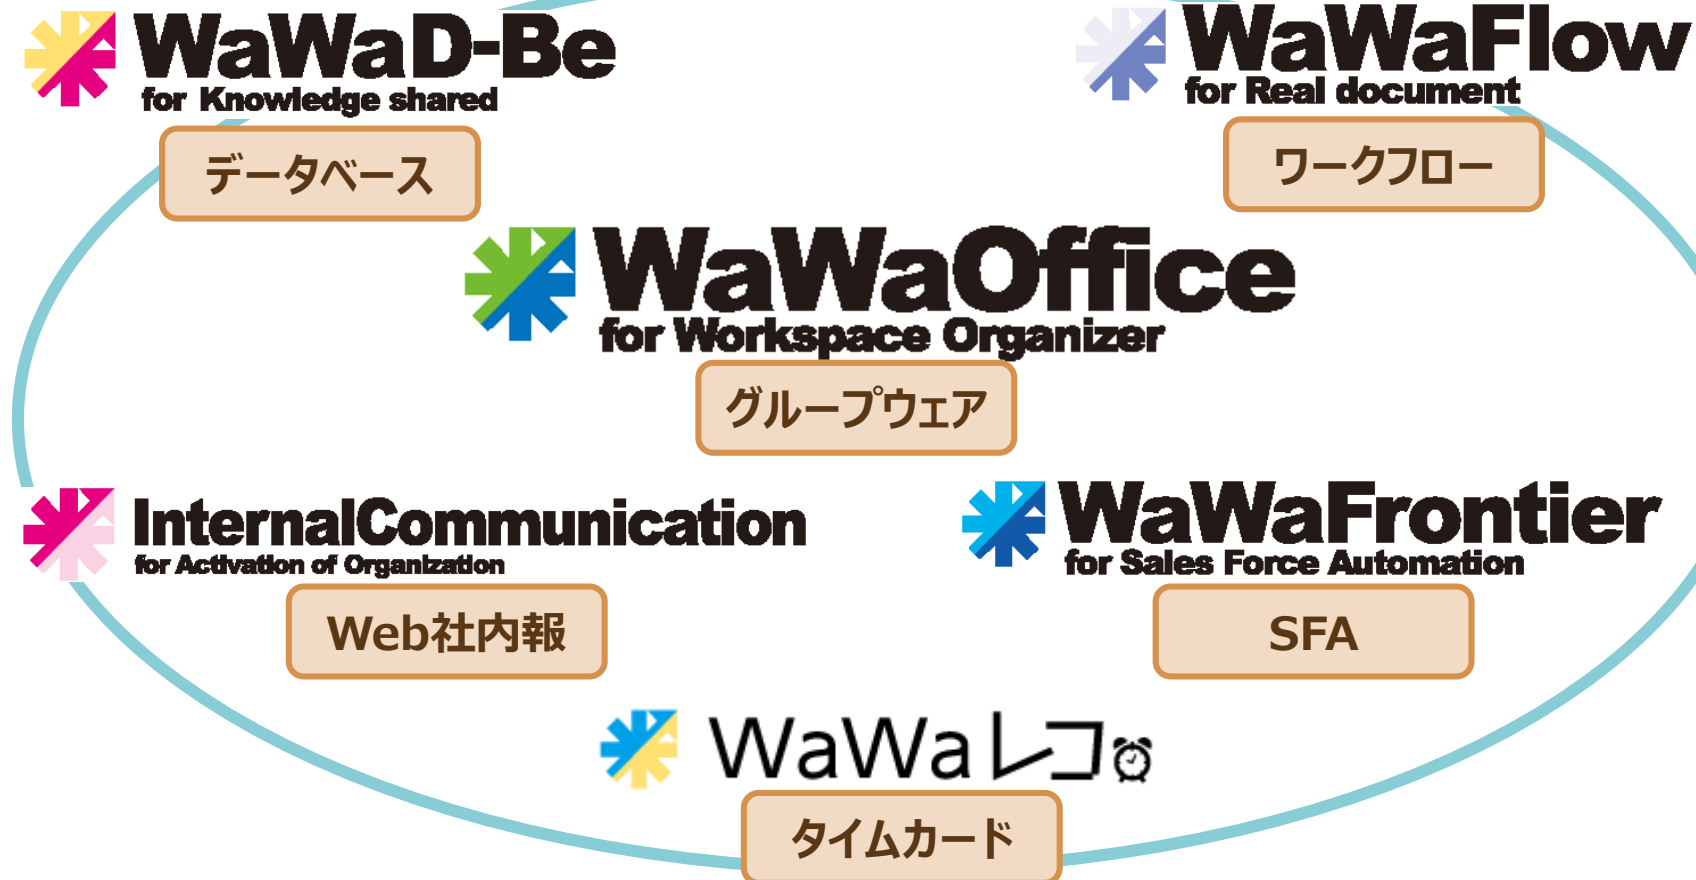 WaWaD-Be
for Knowledge shared
データベース
WaWaFlow
for Real document
ワークフロー
WaWaOffice
for Workspace Organizer
グループウェア
InternalCommunication
for Activation of Organization
Web社内報
WaWaFrontier
for Sales Force Automation
SFA
WaWaレコ
タイムカード